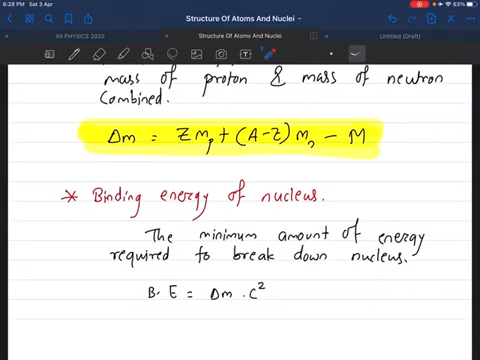 6:28 PM Sat 3 Apr
63%
Structure Of Atoms And Nuclei
XII PHYSICS 2020
Structure Of Atoms And Nuclei
Untitled (Draft)
mass of proton & mass of neutron
Combined.
Δm = Zmp + (A-Z) mn - M
* Binding energy of nucleus.
The minimum amount of energy
required to break down nucleus.
B. E = Δm . C²